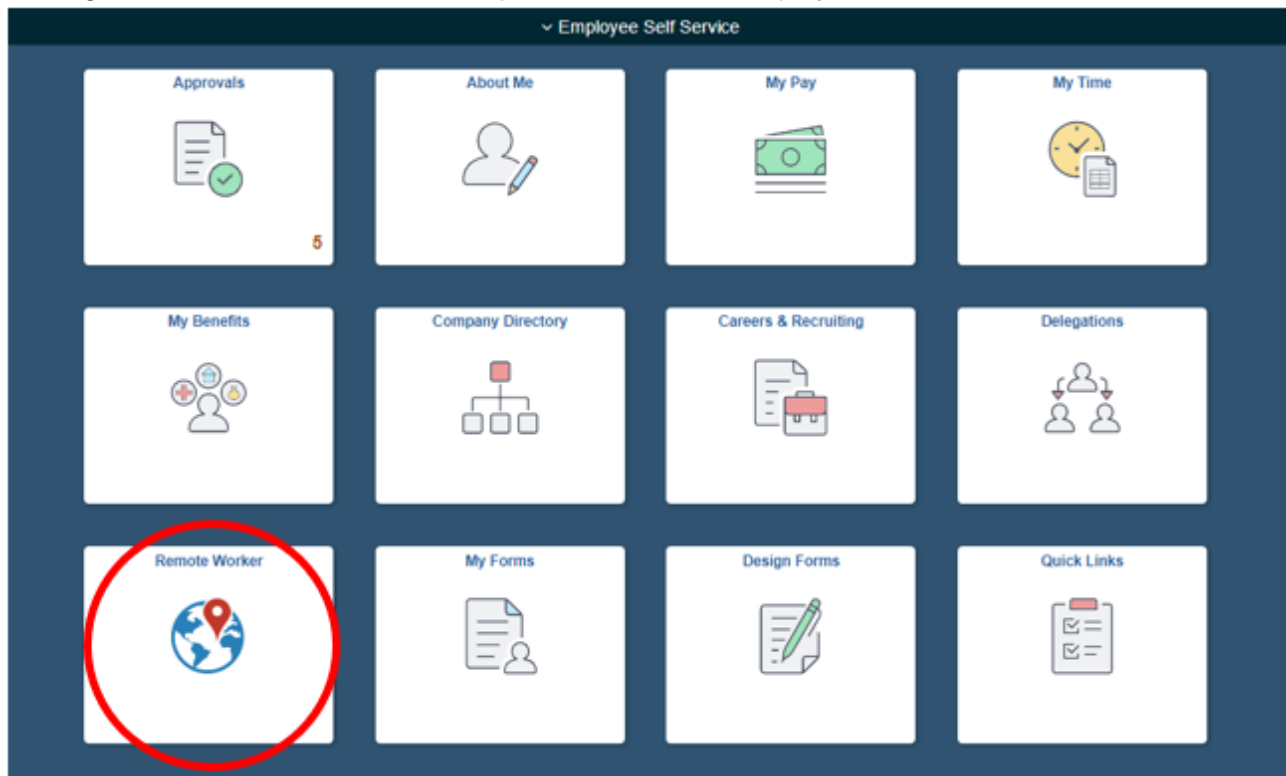 Employee Self Service
Approvals
About Me
My Pay
My Time
5
My Benefits
Company Directory
Careers & Recruiting
Delegations
Remote Worker
My Forms
Design Forms
Quick Links